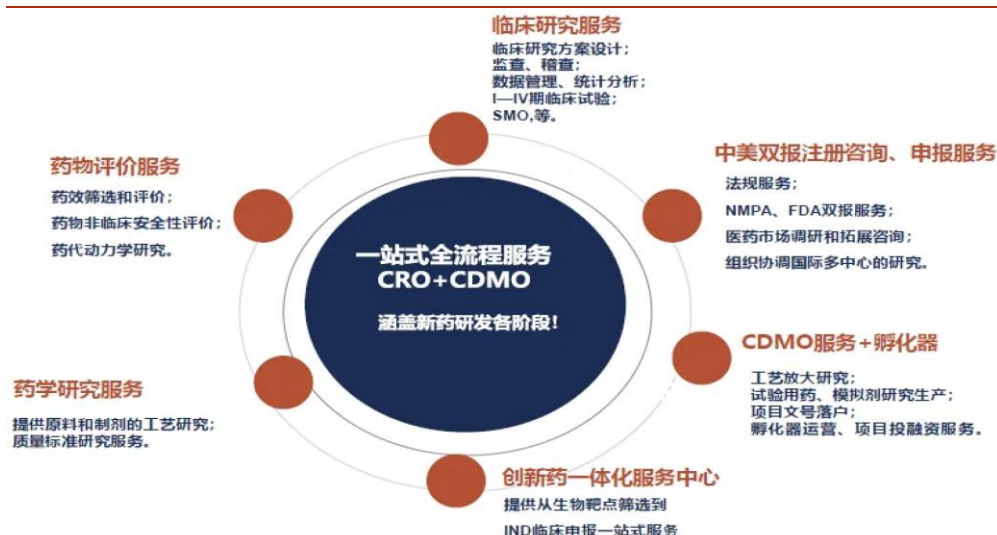 临床研究服务
临床研究方案设计；
监查、稽查；
数据管理、统计分析；
I—IV期临床试验；
SMO,等。
药物评价服务
药效筛选和评价；
药物非临床安全性评价；
药代动力学研究。
中美双报注册咨询、申报服务
法规服务；
NMPA、FDA双报服务；
医药市场调研和拓展咨询；
组织协调国际多中心的研究。
一站式全流程服务
CRO+CDMO
涵盖新药研发各阶段！
CDMO服务+孵化器
工艺放大研究；
试验用药、模拟剂研究生产；
项目文号落户；
孵化器运营、项目投融资服务。
药学研究服务
提供原料和制剂的工艺研究；
质量标准研究服务。
创新药一体化服务中心
提供从生物靶点筛选到
IND临床申报一站式服务